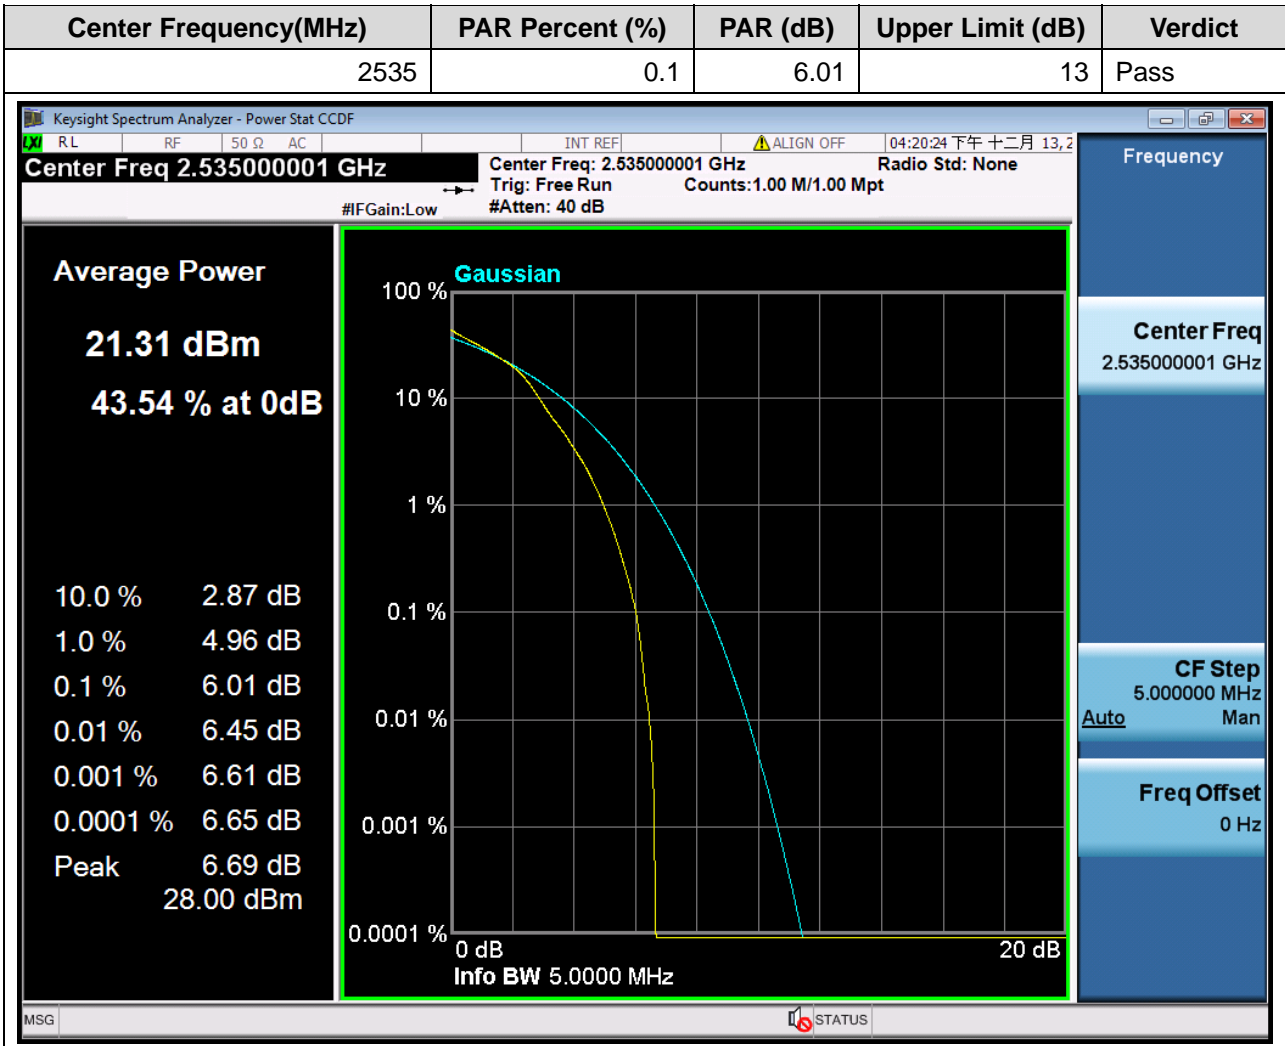 Center Frequency(MHz) PAR Percent (%) PAR (dB) Upper Limit (dB) Verdict
2535 0.1 6.01 13 Pass
Keysight Spectrum Analyzer - Power Stat CCDF
LXI RL RF 50 Ω AC INT REF ALIGN OFF 04:20:24 下午 十二月 13, 2
Center Freq 2.535000001 GHz
Center Freq: 2.535000001 GHz Radio Std: None
Trig: Free Run Counts:1.00 M/1.00 Mpt
#IFGain:Low #Atten: 40 dB
Frequency
Average Power
21.31 dBm
43.54 % at 0dB
10.0 % 2.87 dB
1.0 % 4.96 dB
0.1 % 6.01 dB
0.01 % 6.45 dB
0.001 % 6.61 dB
0.0001 % 6.65 dB
Peak 6.69 dB
28.00 dBm
Gaussian
100 %
10 %
1 %
0.1 %
0.01 %
0.001 %
0.0001 %
0 dB 20 dB
Info BW 5.0000 MHz
Center Freq
2.535000001 GHz
CF Step
5.000000 MHz
Auto Man
Freq Offset
0 Hz
MSG STATUS